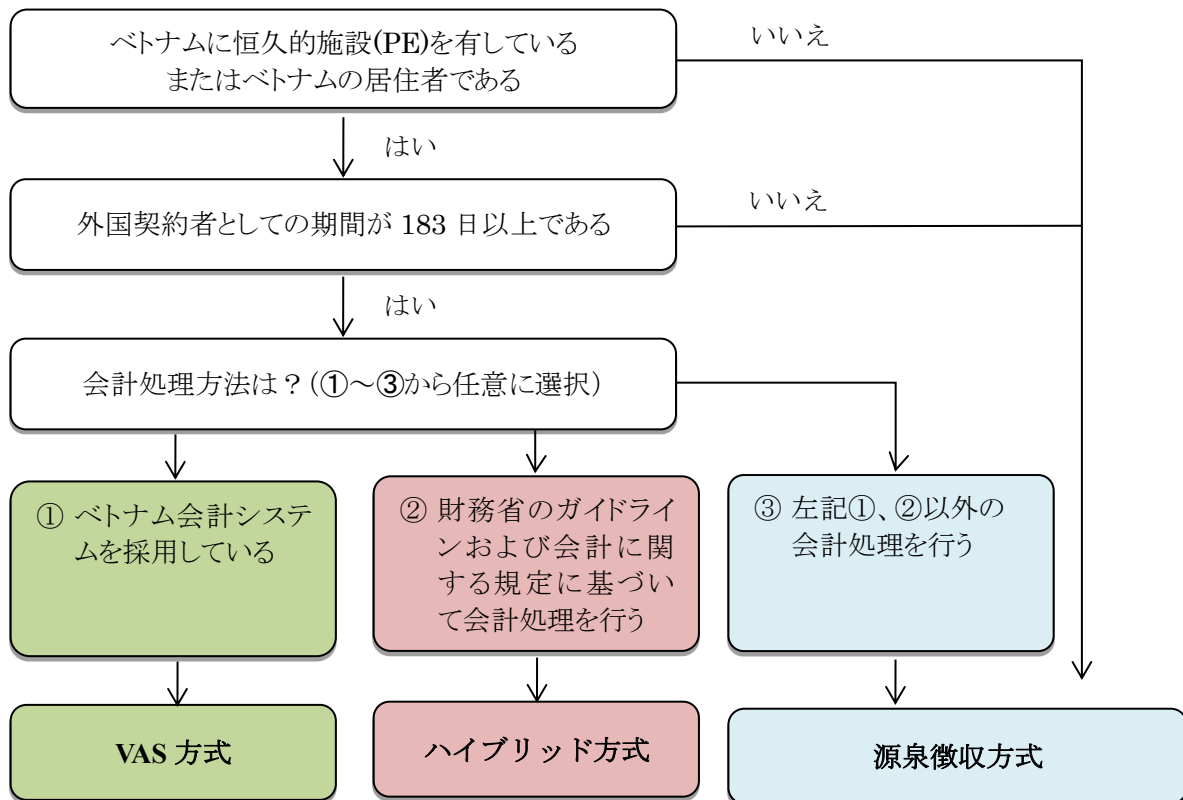 ベトナムに恒久的施設(PE)を有している
またはベトナムの居住者である
いいえ
はい
外国契約者としての期間が 183 日以上である
いいえ
はい
会計処理方法は？(①～③から任意に選択)
① ベトナム会計システ
ムを採用している
② 財務省のガイドライ
ンおよび会計に関
する規定に基づい
て会計処理を行う
③ 左記①、②以外の
会計処理を行う
VAS 方式
ハイブリッド方式
源泉徴収方式